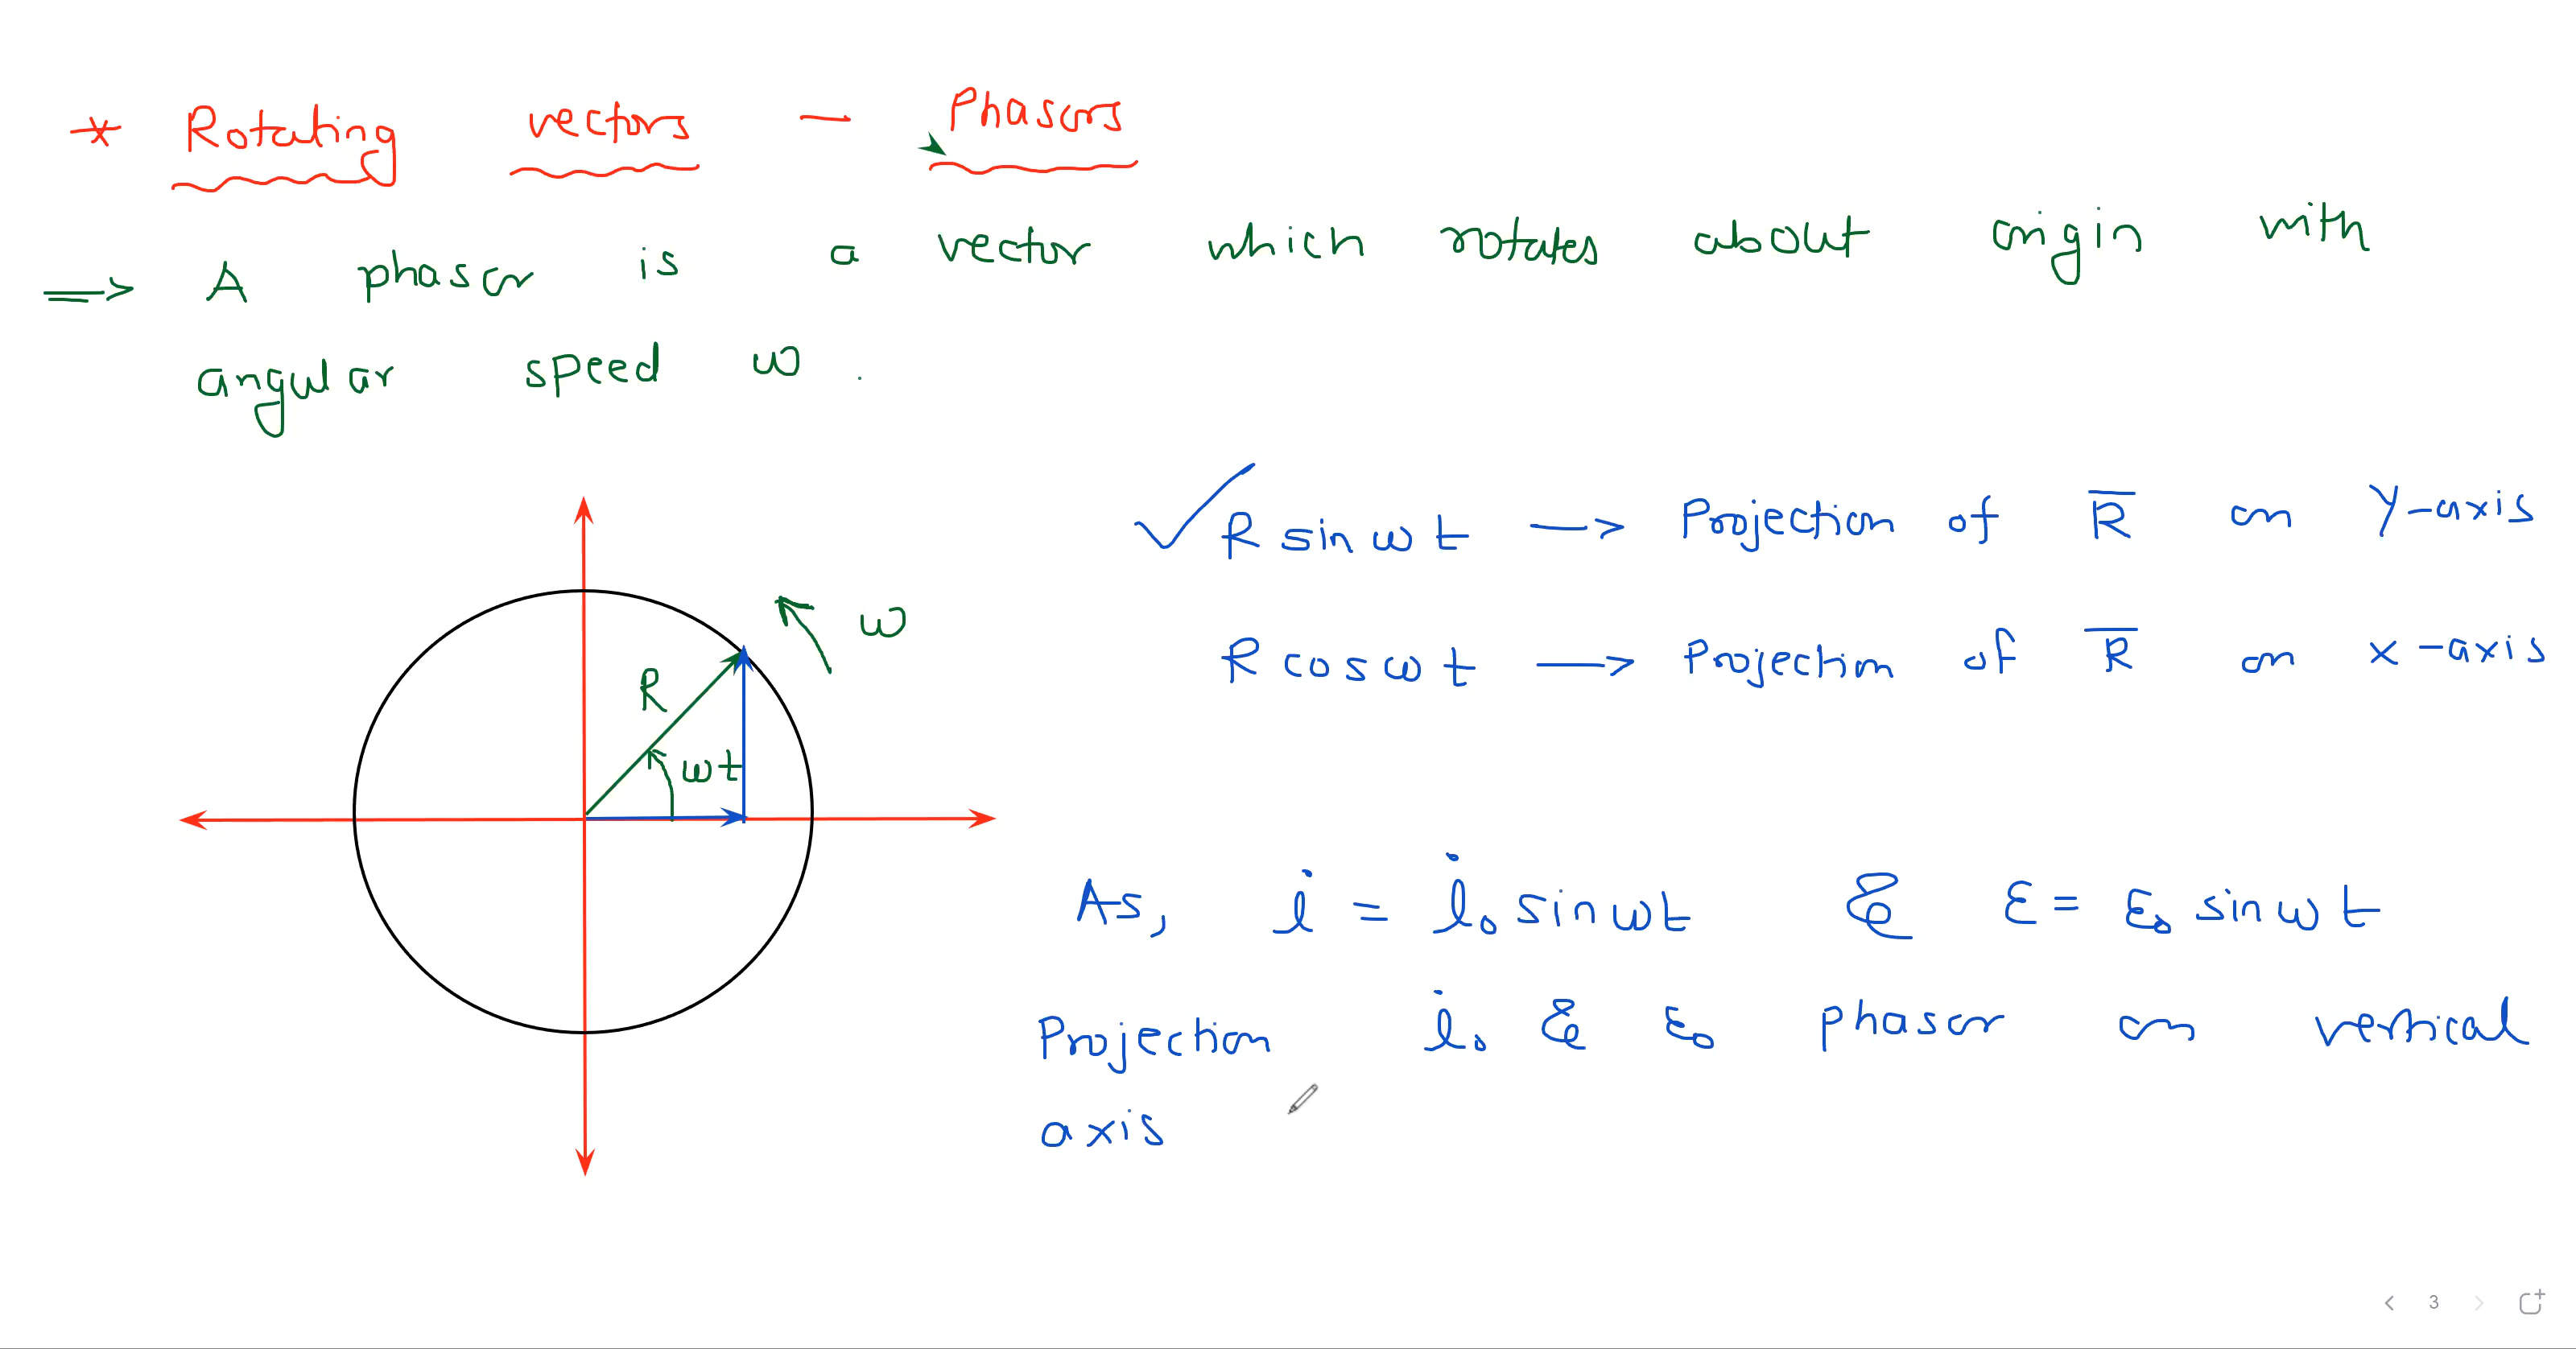 * Rotating vectors - Phasors
=> A phasor is a vector which rotates about origin with
angular speed ω .
R sin ωt → Projection of R̅ on Y-axis
ω
R cos ωt → Projection of R̅ on x-axis
R
ωt
As, i = i₀ sin ωt & ε = ε₀ sin ωt
Projection i₀ & ε₀ phasor on vertical
axis
3